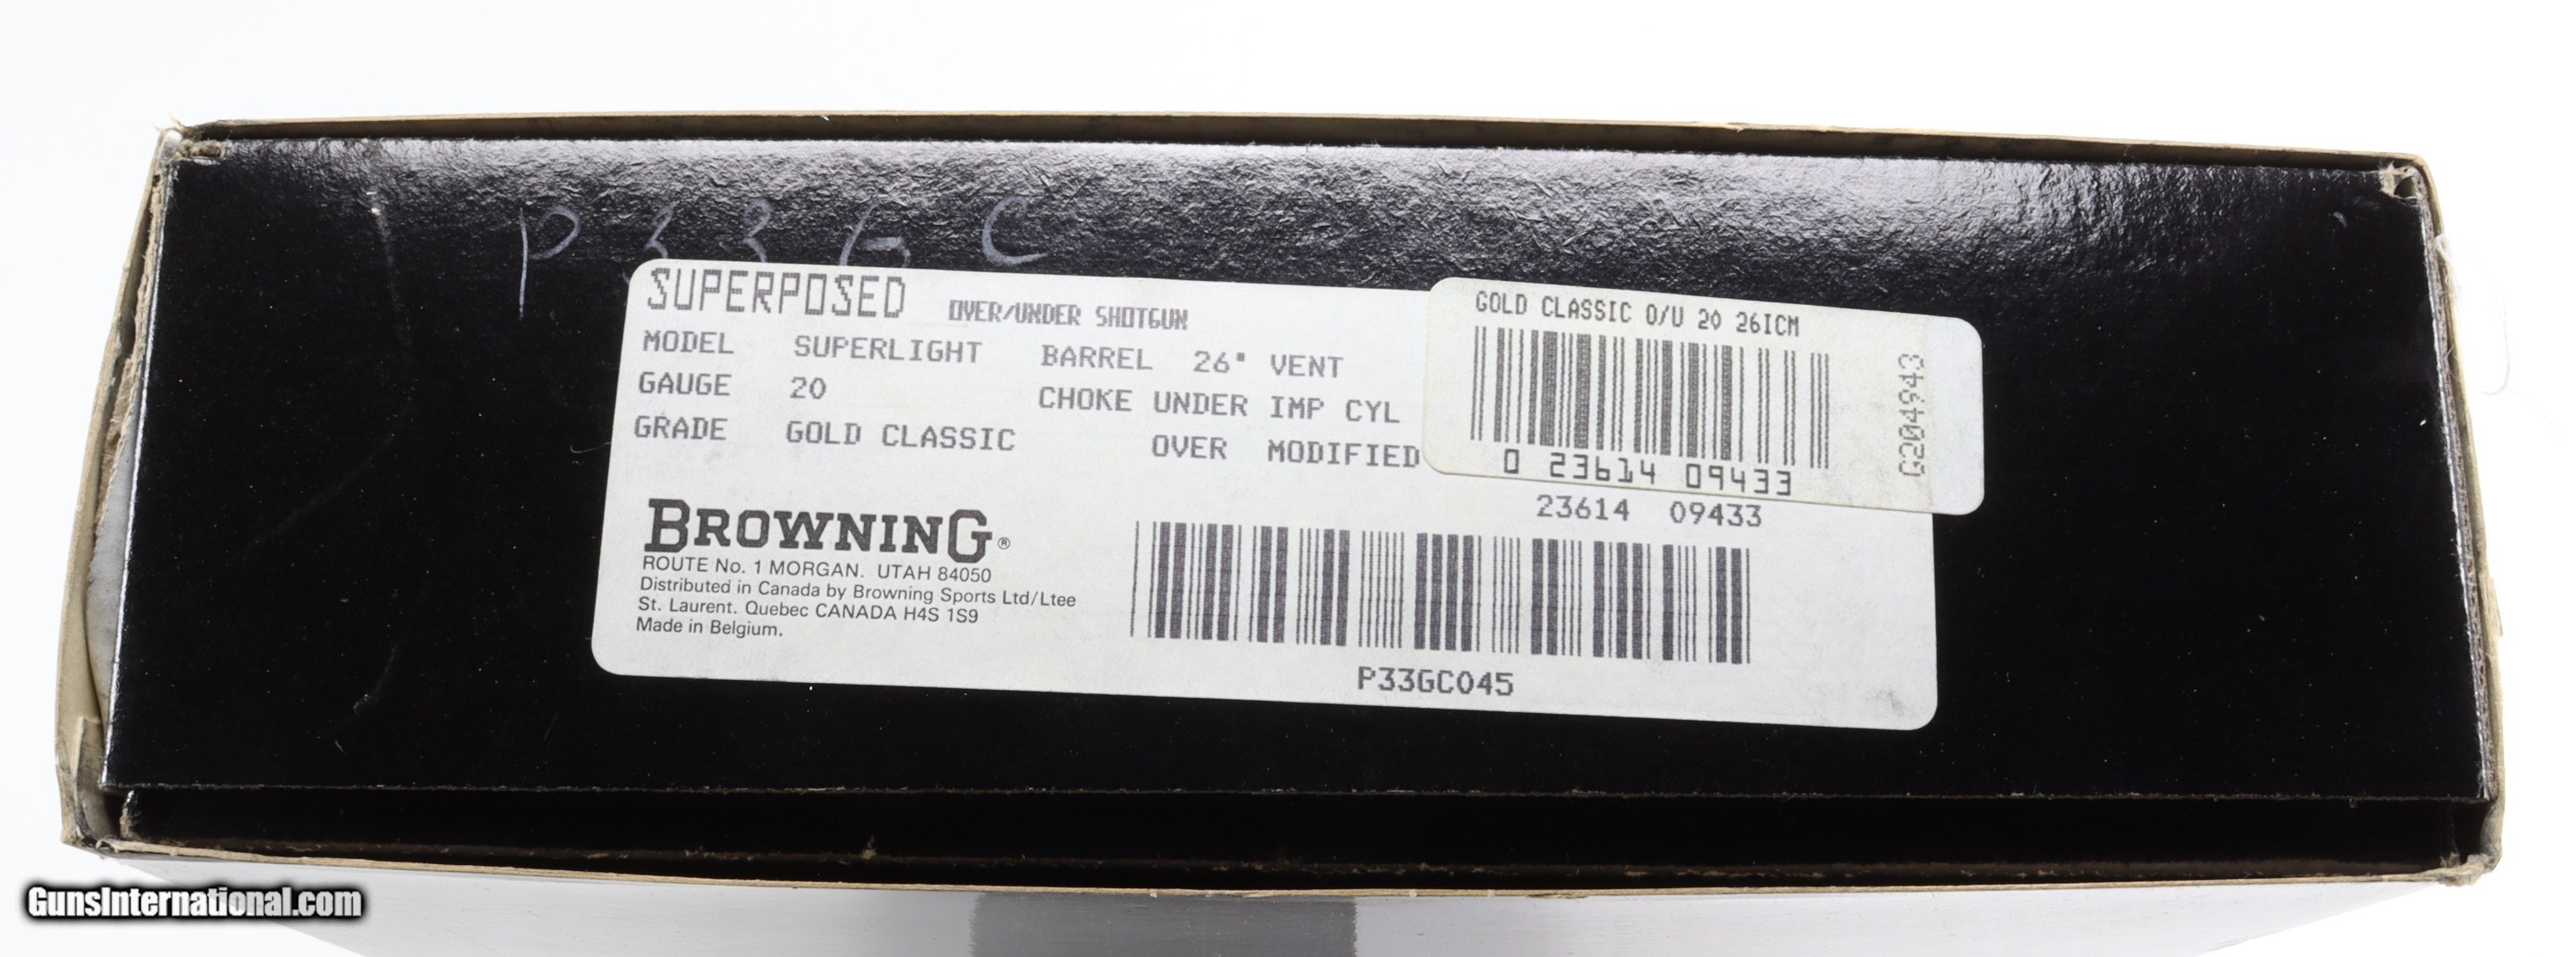 P33GC
SUPERPOSED OVER/UNDER SHOTGUN
MODEL SUPERLIGHT BARREL 26" VENT
GAUGE 20 CHOKE UNDER IMP CYL
GRADE GOLD CLASSIC OVER MODIFIED
GOLD CLASSIC O/U 20 26ICM
0 23614 09433
G204943
23614 09433
BROWNING®
ROUTE No. 1 MORGAN. UTAH 84050
Distributed in Canada by Browning Sports Ltd/Ltee
St. Laurent. Quebec CANADA H4S 1S9
Made in Belgium.
P33GC045
GunsInternational.com